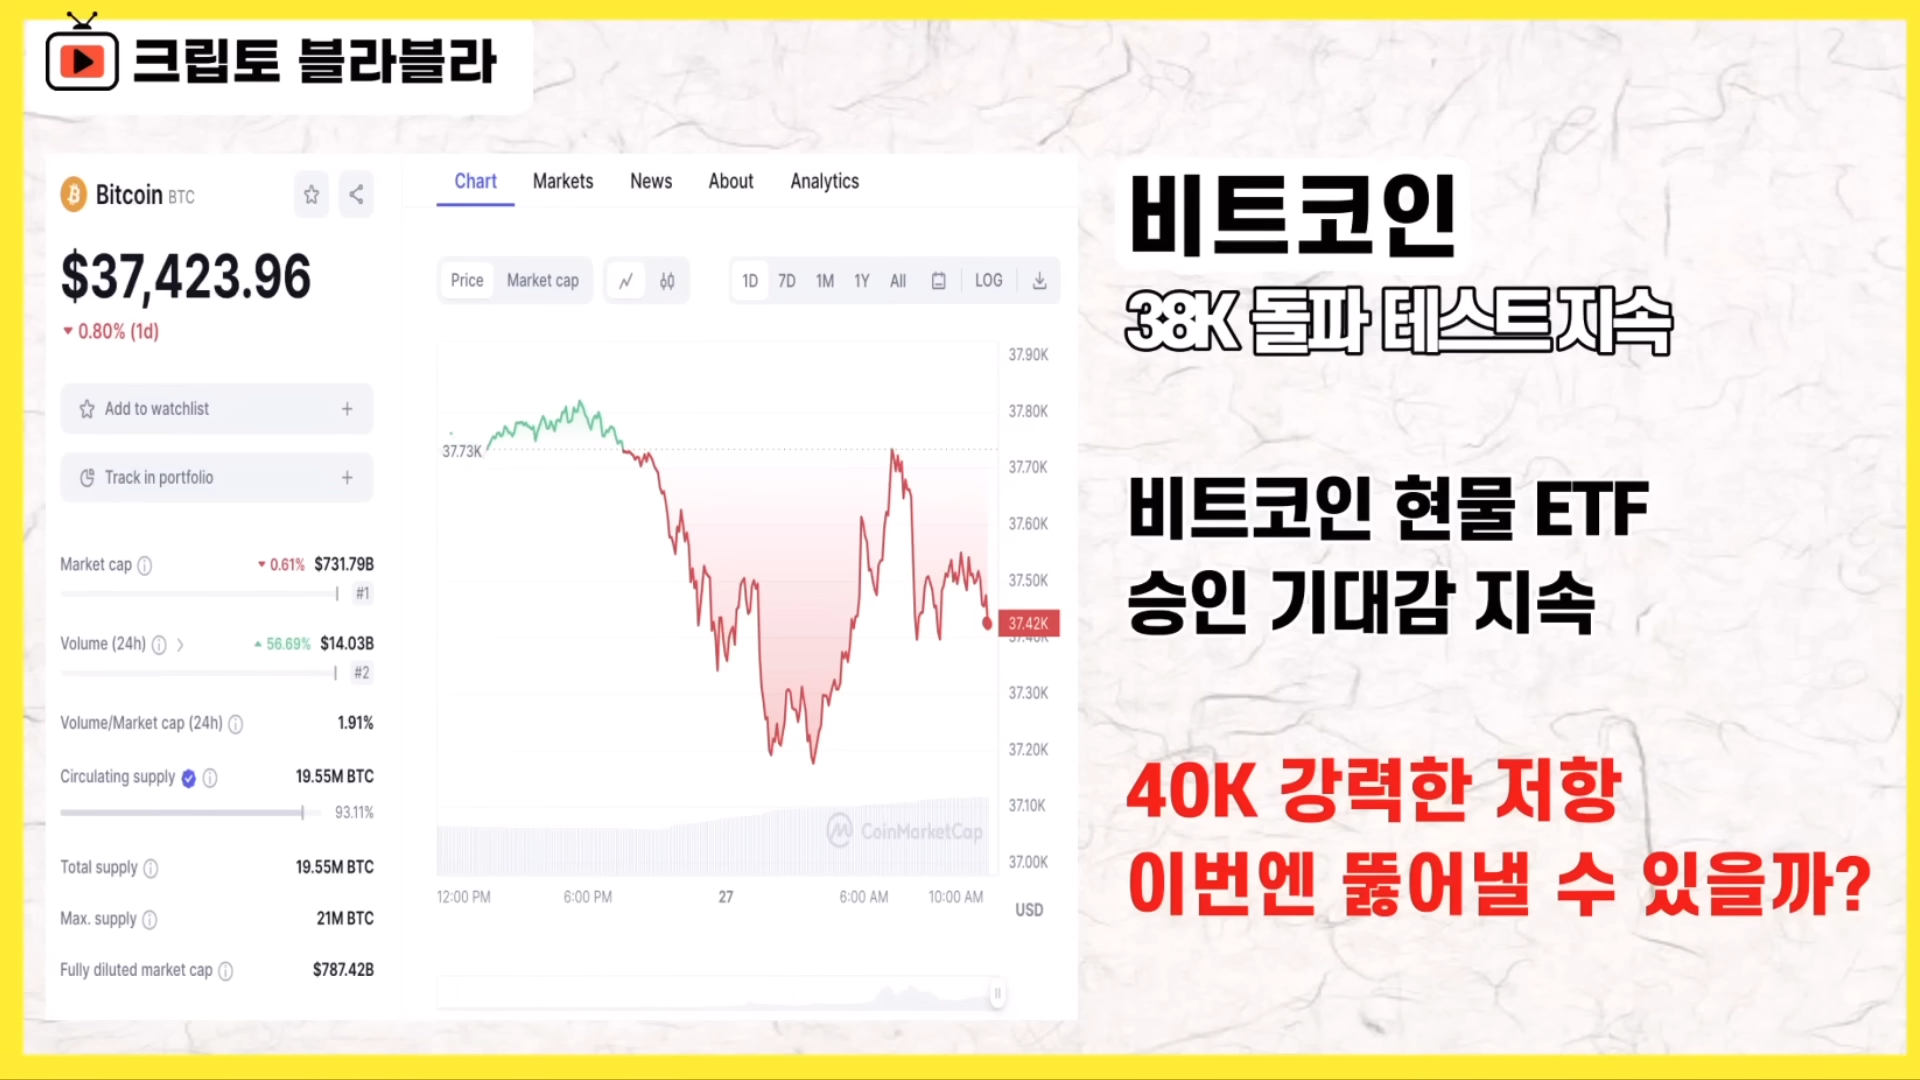 크립토 블라블라
Bitcoin BTC
$37,423.96
0.80% (1d)
Add to watchlist +
Track in portfolio +
Market cap 0.61% $731.79B
#1
Volume (24h) 56.69% $14.03B
#2
Volume/Market cap (24h) 1.91%
Circulating supply 19.55M BTC
93.11%
Total supply 19.55M BTC
Max. supply 21M BTC
Fully diluted market cap $787.42B
Chart Markets News About Analytics
Price Market cap 1D 7D 1M 1Y All LOG
37.90K
37.80K
37.73K
37.70K
37.60K
37.50K
37.42K
37.40K
37.30K
37.20K
37.10K
CoinMarketCap
37.00K
12:00 PM 6:00 PM 27 6:00 AM 10:00 AM
USD
비트코인
38K 돌파 테스트 지속
비트코인 현물 ETF
승인 기대감 지속
40K 강력한 저항
이번엔 뚫어낼 수 있을까?